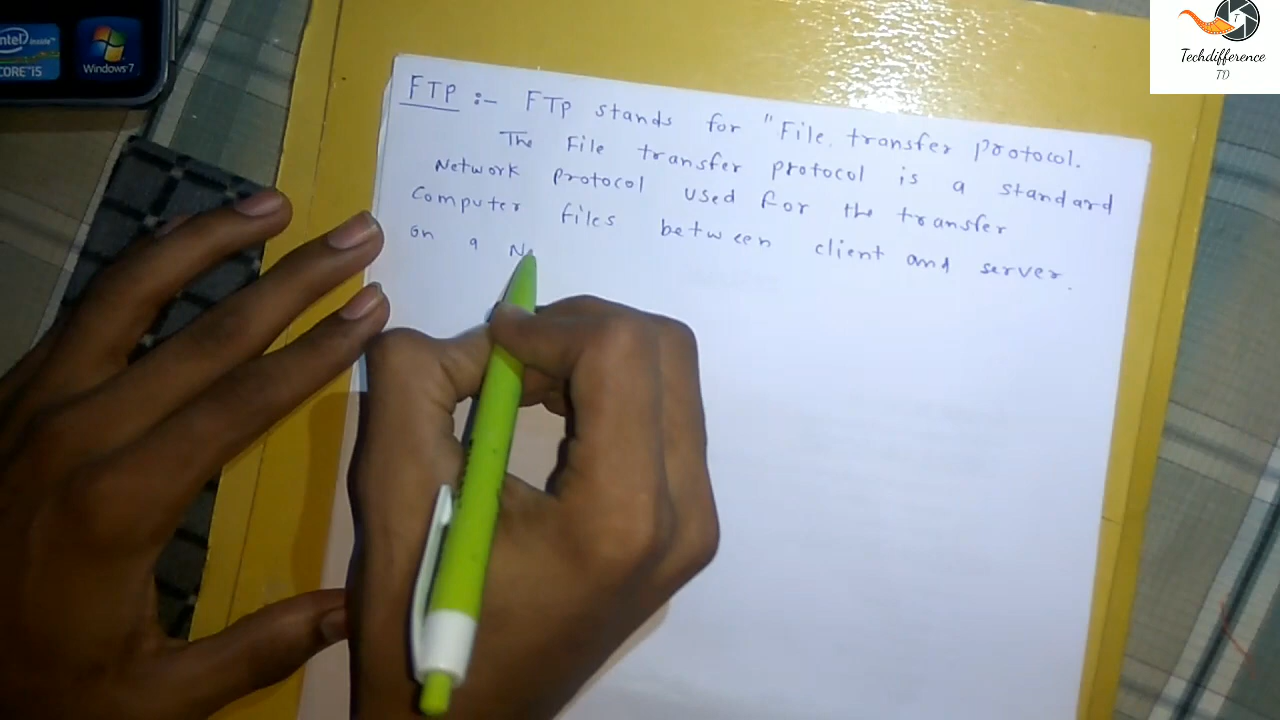 intel inside
CORE i5
Windows 7
Techdifference
TD
FTP :- FTP stands for "File transfer protocol.
The File transfer protocol is a standard
Network protocol used for the transfer
Computer files between client and server.
on a Ne